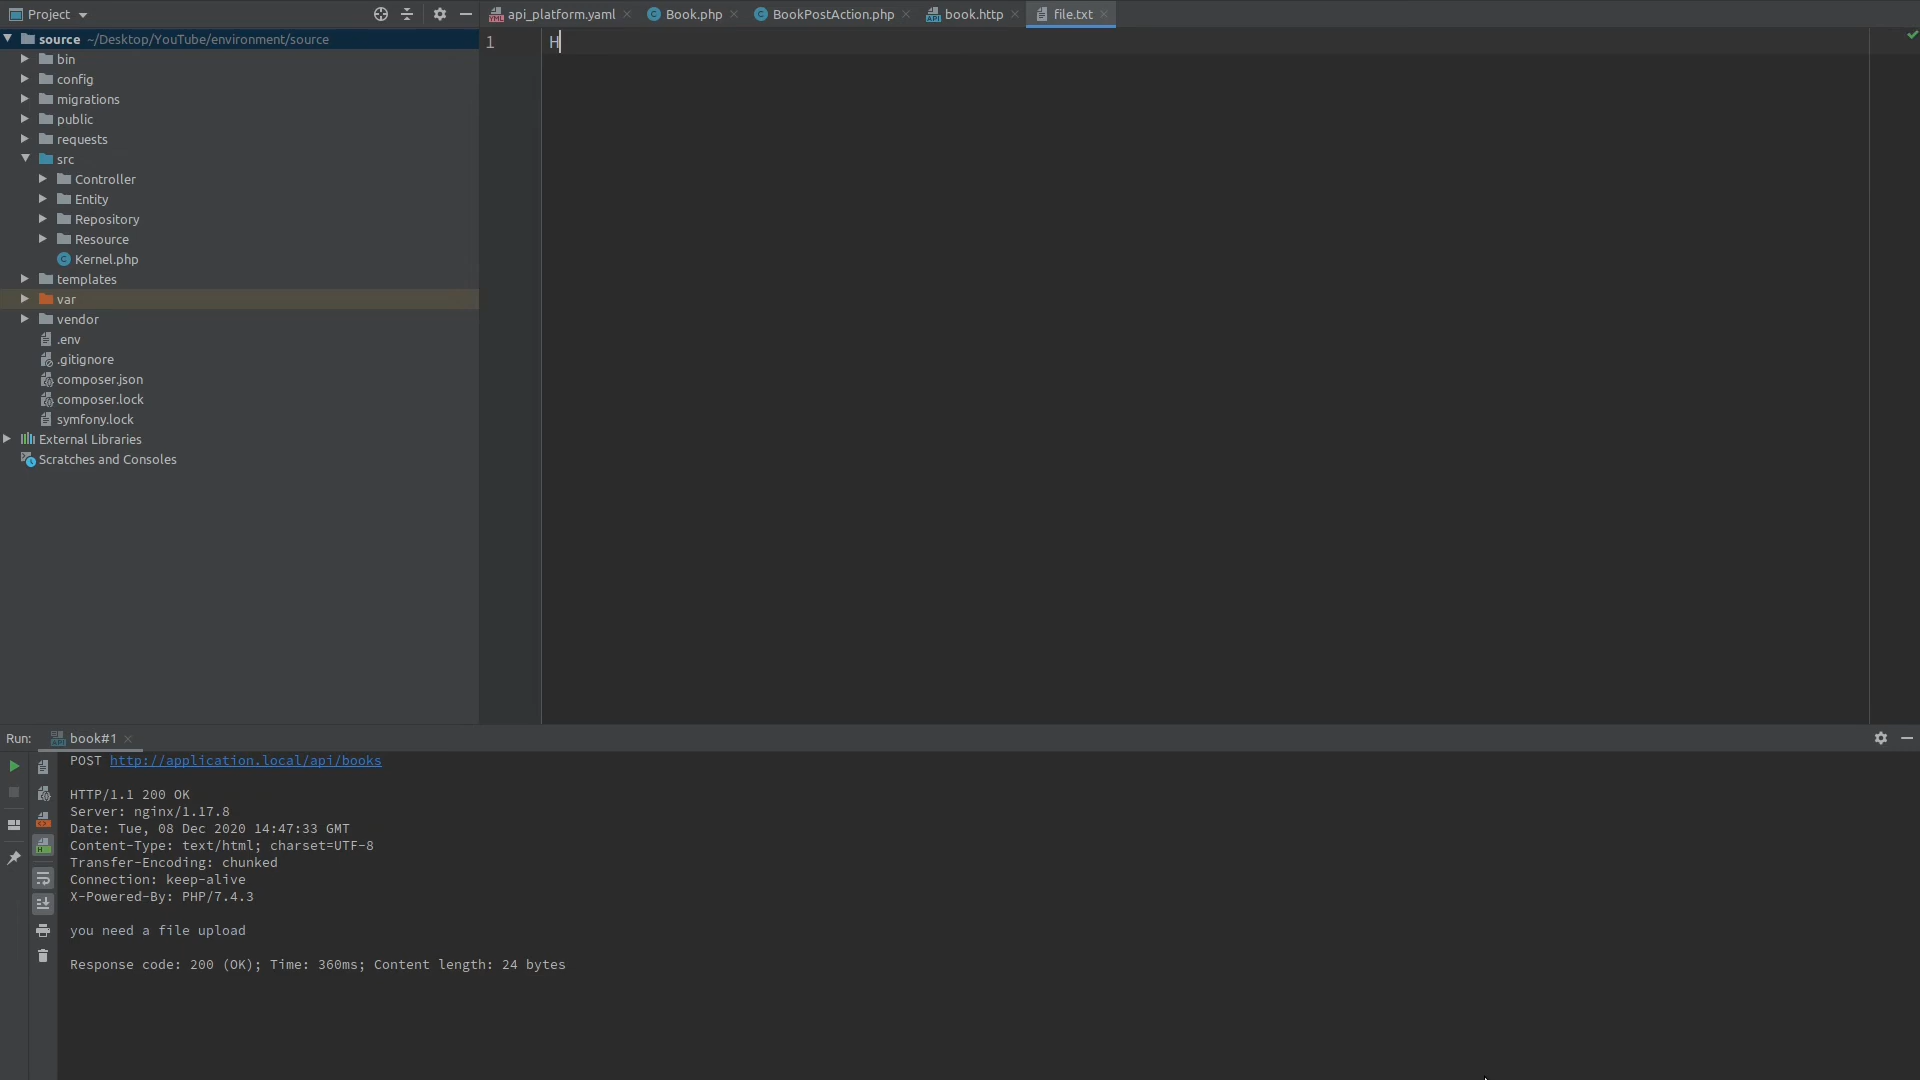 Project
api_platform.yaml
Book.php
BookPostAction.php
book.http
file.txt
source ~/Desktop/YouTube/environment/source
1
H
bin
config
migrations
public
requests
src
Controller
Entity
Repository
Resource
Kernel.php
templates
var
vendor
.env
.gitignore
composer.json
composer.lock
symfony.lock
External Libraries
Scratches and Consoles
Run: book#1
POST http://application.local/api/books
HTTP/1.1 200 OK
Server: nginx/1.17.8
Date: Tue, 08 Dec 2020 14:47:33 GMT
Content-Type: text/html; charset=UTF-8
Transfer-Encoding: chunked
Connection: keep-alive
X-Powered-By: PHP/7.4.3
you need a file upload
Response code: 200 (OK); Time: 360ms; Content length: 24 bytes